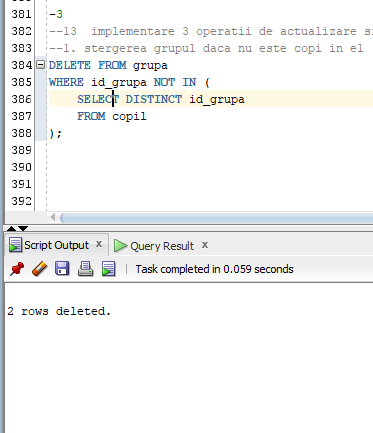 381 -3
382 --13 implementare 3 operatii de actualizare si
383 --1. stergerea grupul daca nu este copi in el
384 DELETE FROM grupa
385 WHERE id_grupa NOT IN (
386 SELECT DISTINCT id_grupa
387 FROM copil
388 );
389
390
391
392
Script Output x Query Result x
Task completed in 0.059 seconds
2 rows deleted.